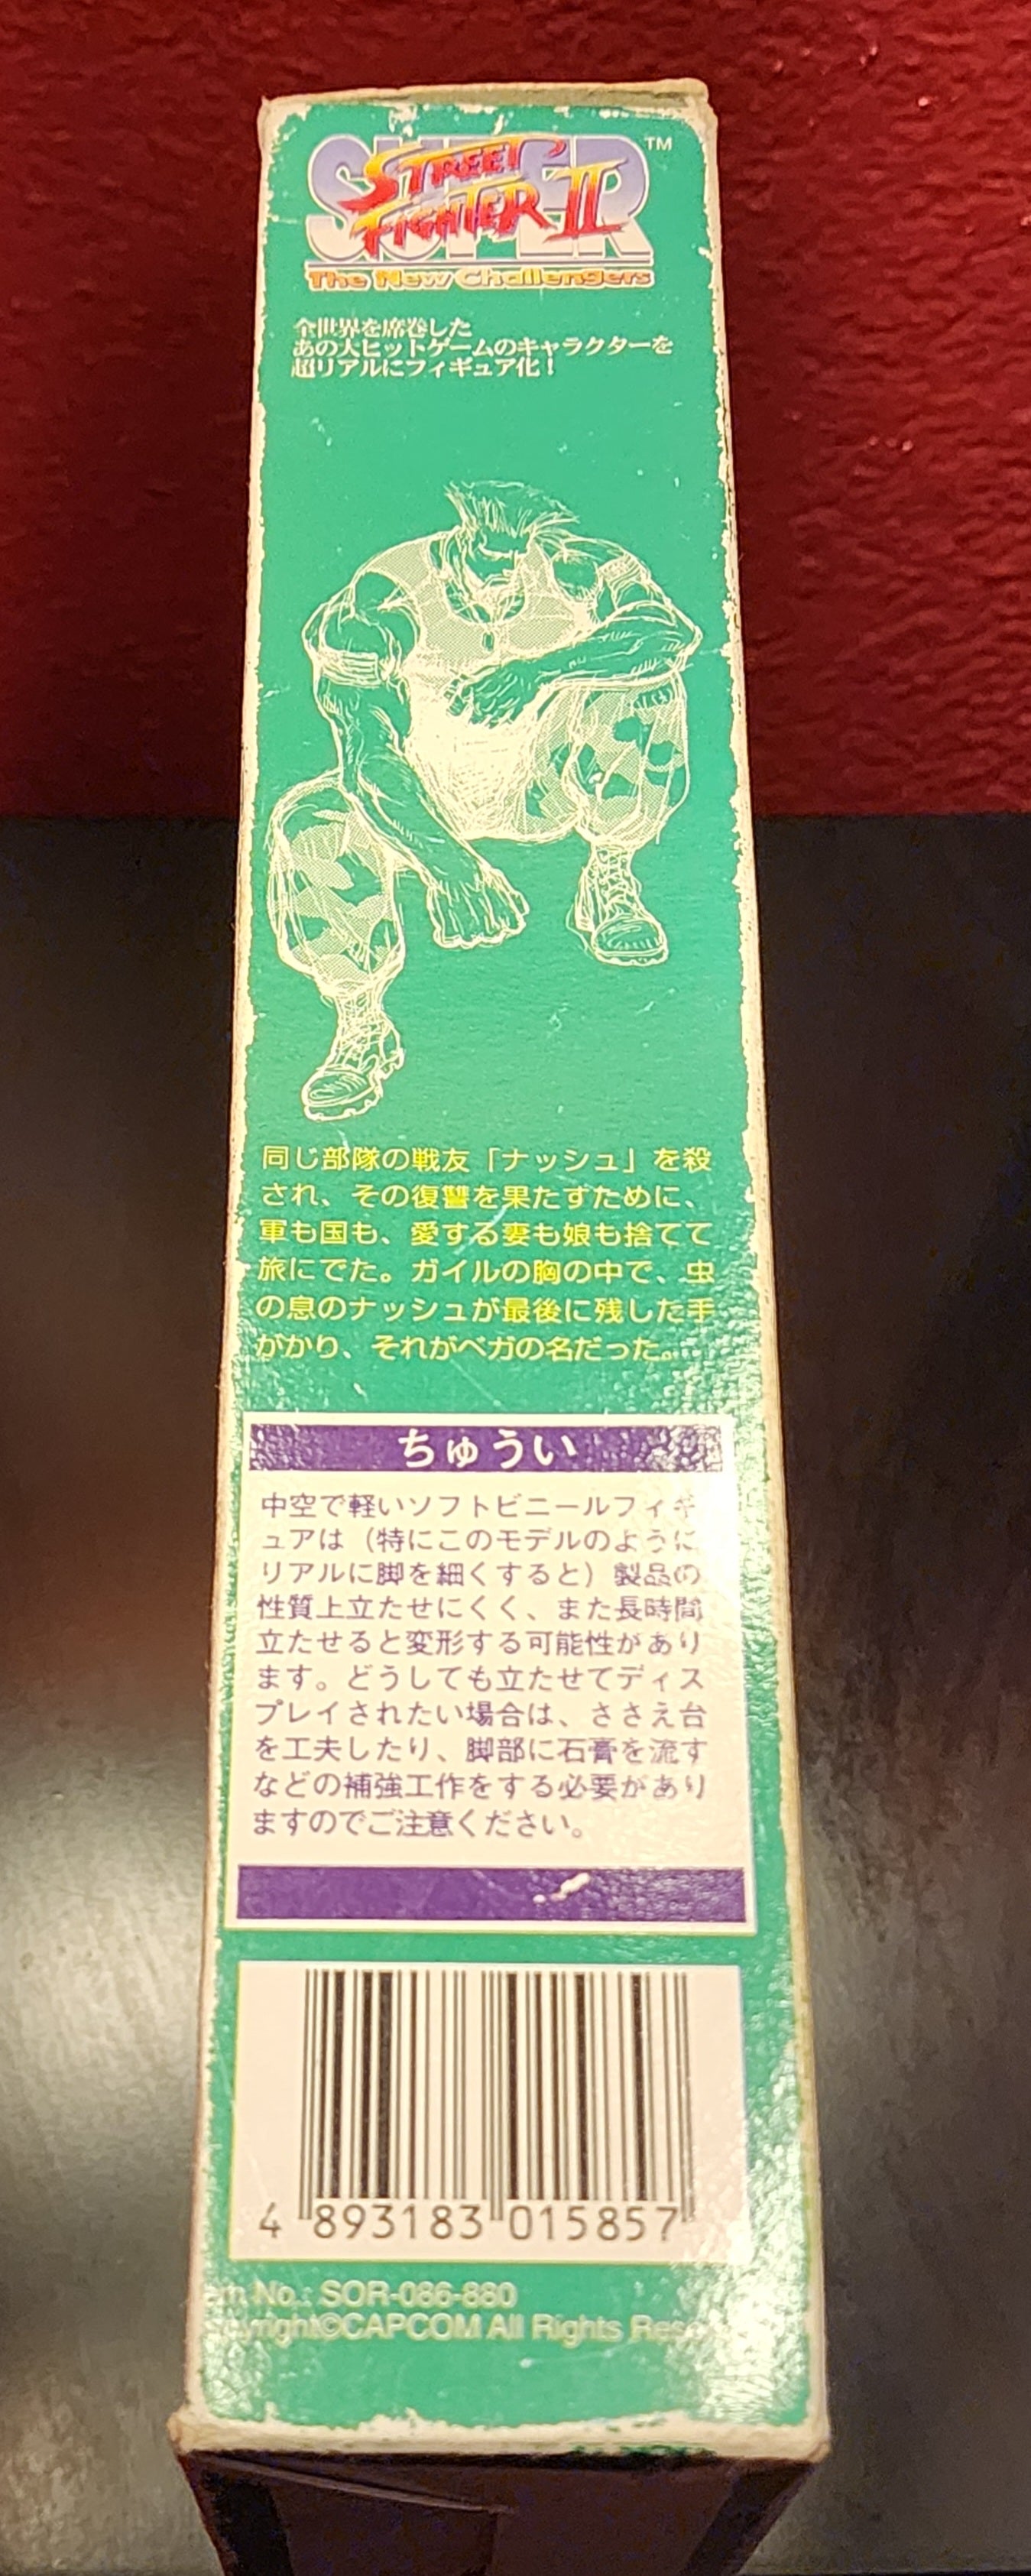 SUPER
STREET
FIGHTER II
TM
The New Challengers
全世界を席巻した
あの大ヒットゲームのキャラクターを
超リアルにフィギュア化！
同じ部隊の戦友「ナッシュ」を殺
され、その復讐を果たすために、
軍も国も、愛する妻も娘も捨てて
旅にでた。ガイルの胸の中で、虫
の息のナッシュが最後に残した手
がかり、それがベガの名だった。
ちゅうい
中空で軽いソフトビニールフィギ
ュアは（特にこのモデルのように
リアルに脚を細くすると）製品の
性質上立たせにくく、また長時間
立たせると変形する可能性があり
ます。どうしても立たせてディス
プレイされたい場合は、ささえ台
を工夫したり、脚部に石膏を流す
などの補強工作をする必要があり
ますのでご注意ください。
4 893183 015857
No.: SOR-086-880
©CAPCOM All Rights